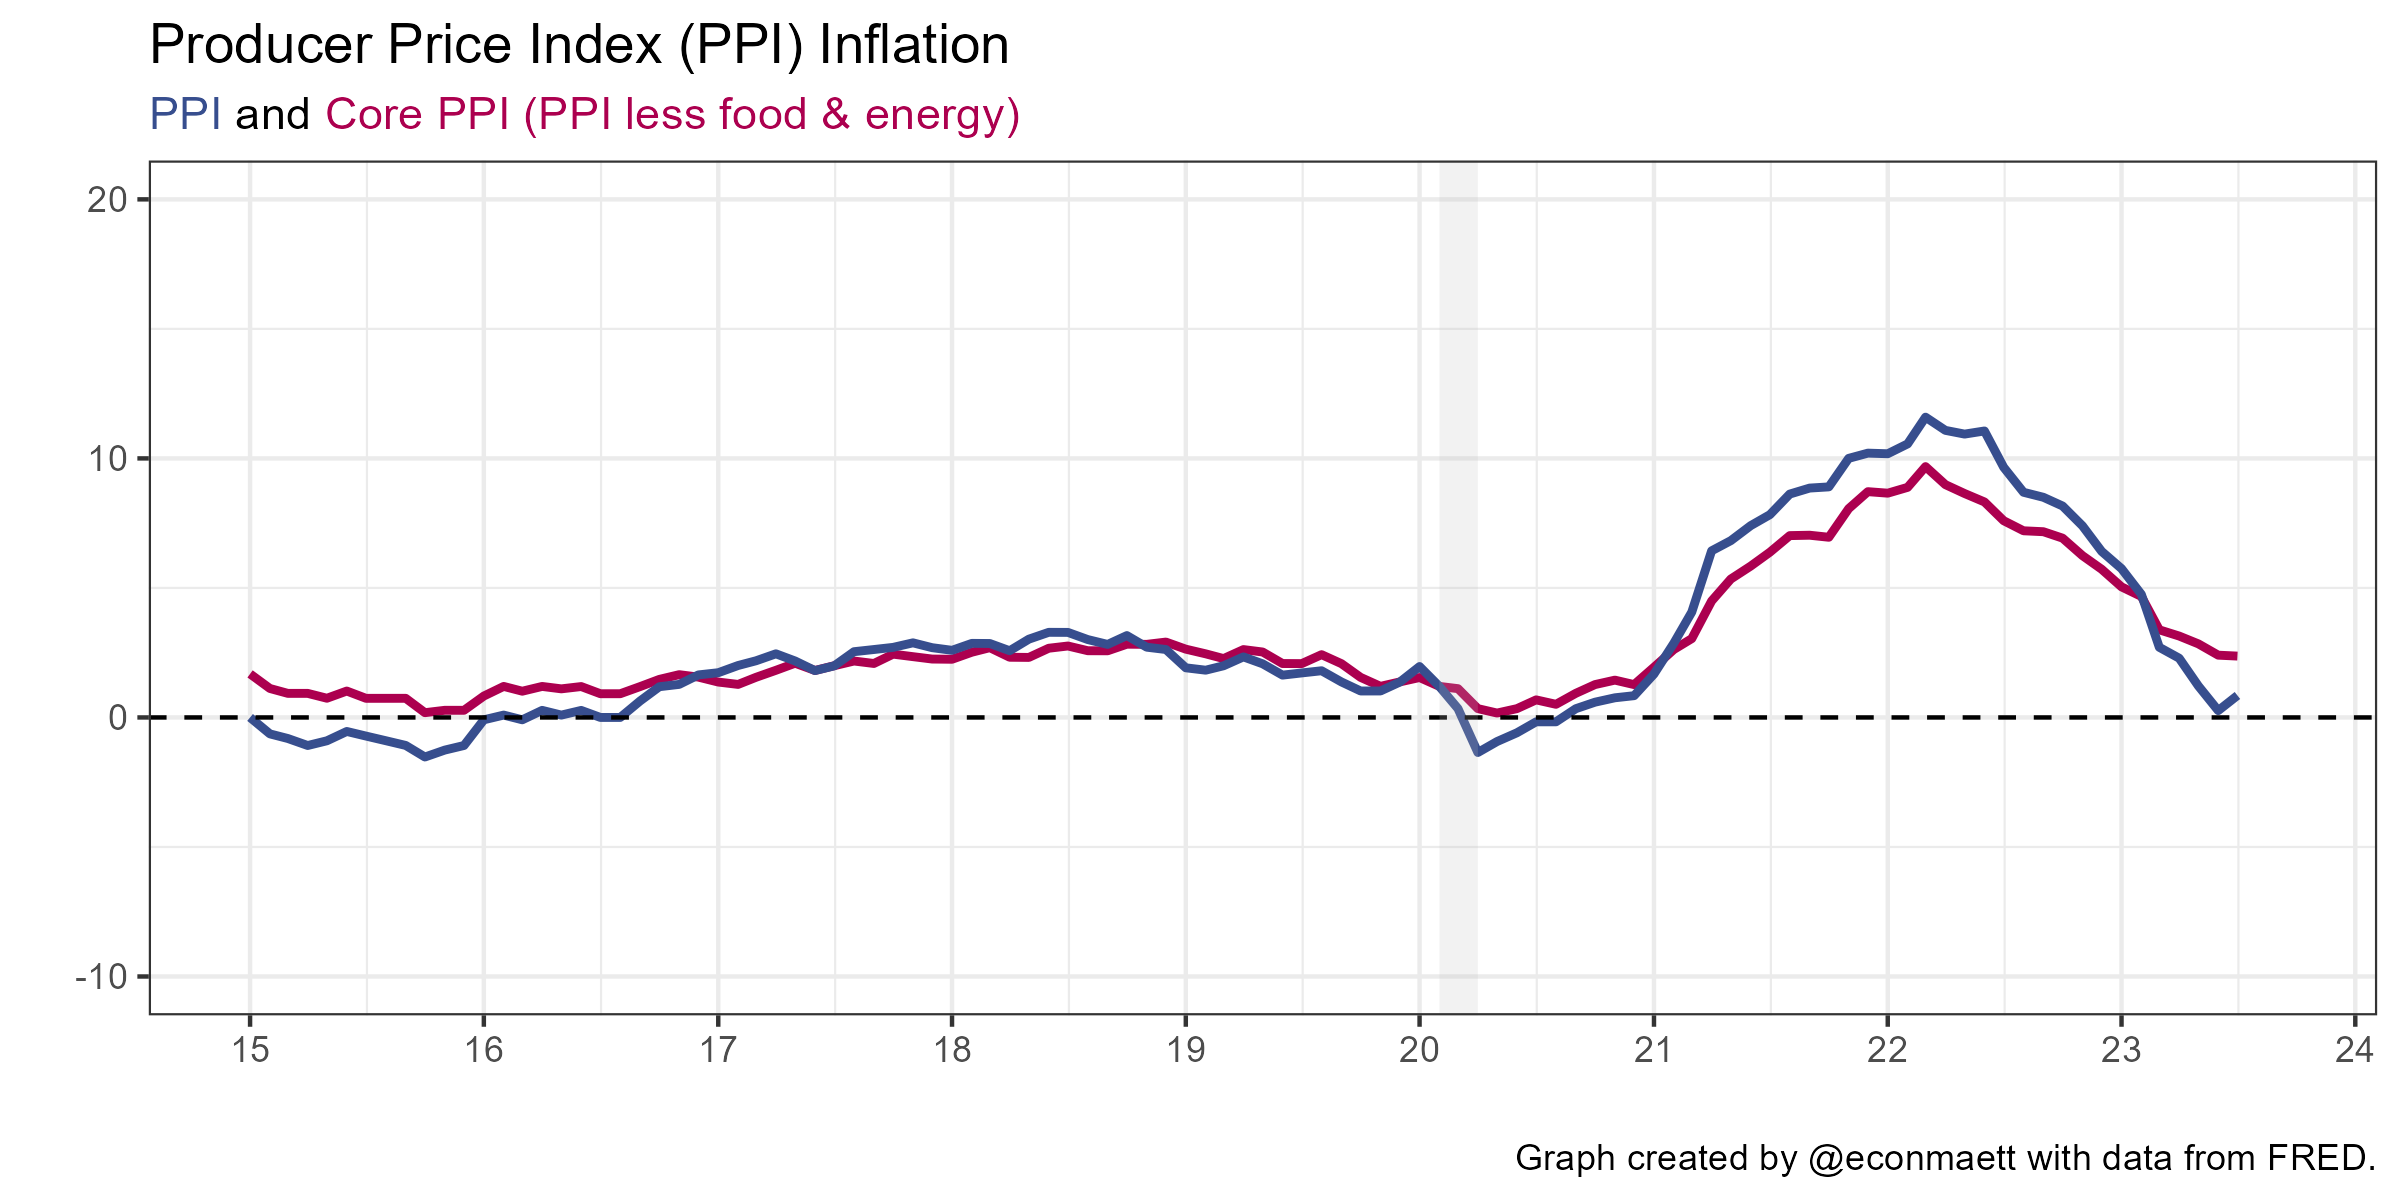 Producer Price Index (PPI) Inflation
PPI and Core PPI (PPI less food & energy)
20
10
0
-10
15 16 17 18 19 20 21 22 23 24
Graph created by @econmaett with data from FRED.